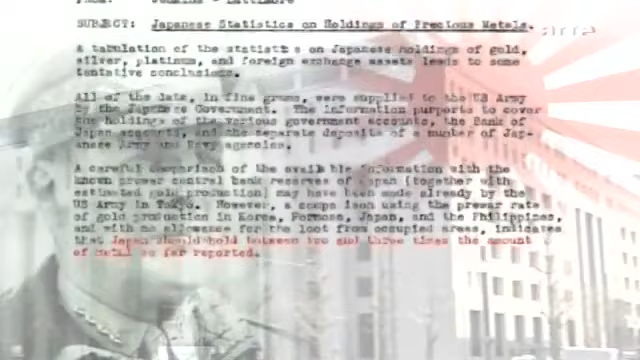 FROM: Jenkins - Baltimore
SUBJECT: Japanese Statistics on Holdings of Precious Metals.
arte
A tabulation of the statistics on Japanese holdings of gold,
silver, platinum, and foreign exchange assets leads to some
tentative conclusions.
All of the data, in fine grams, were supplied to the US Army
by the Japanese Government. The information purports to cover
the holdings of the various government accounts, the Bank of
Japan accounts, and the separate deposits of a number of Jap-
anese Army and Navy agencies.
A careful comparison of the available information with the
known prewar central bank reserves of Japan (together with
estimated gold production) may have been made already by the
US Army in Tokyo. However, a comparison using the prewar rate
of gold production in Korea, Formosa, Japan, and the Philippines,
and with no allowance for the loot from occupied areas, indicates
that Japan should hold between two and three times the amount
of metal so far reported.